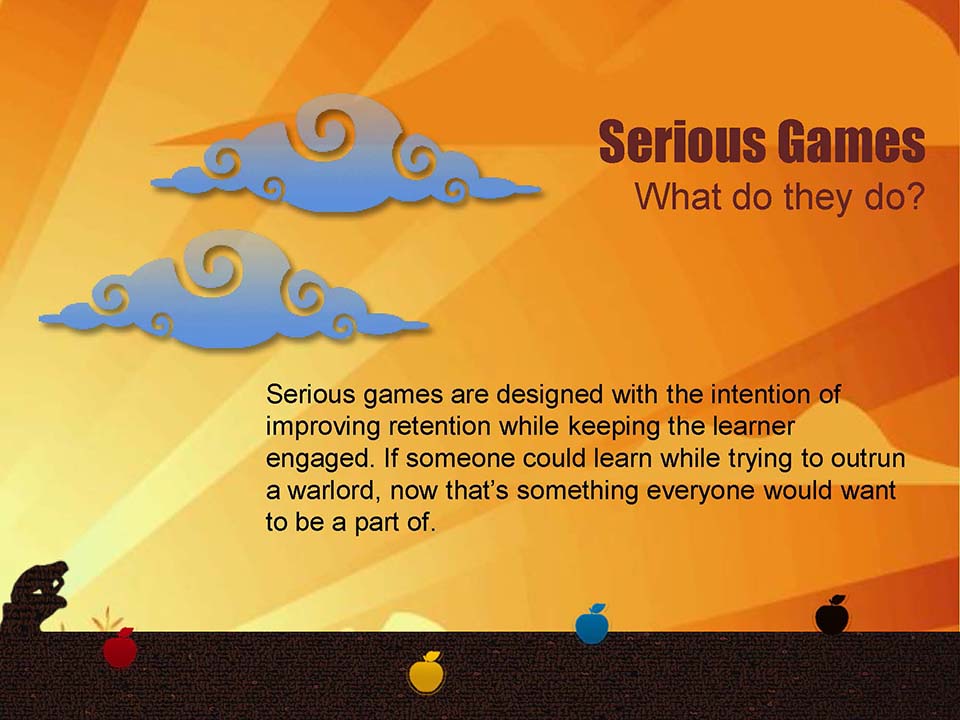 Serious Games
What do they do?
Serious games are designed with the intention of
improving retention while keeping the learner
engaged. If someone could learn while trying to outrun
a warlord, now that’s something everyone would want
to be a part of.